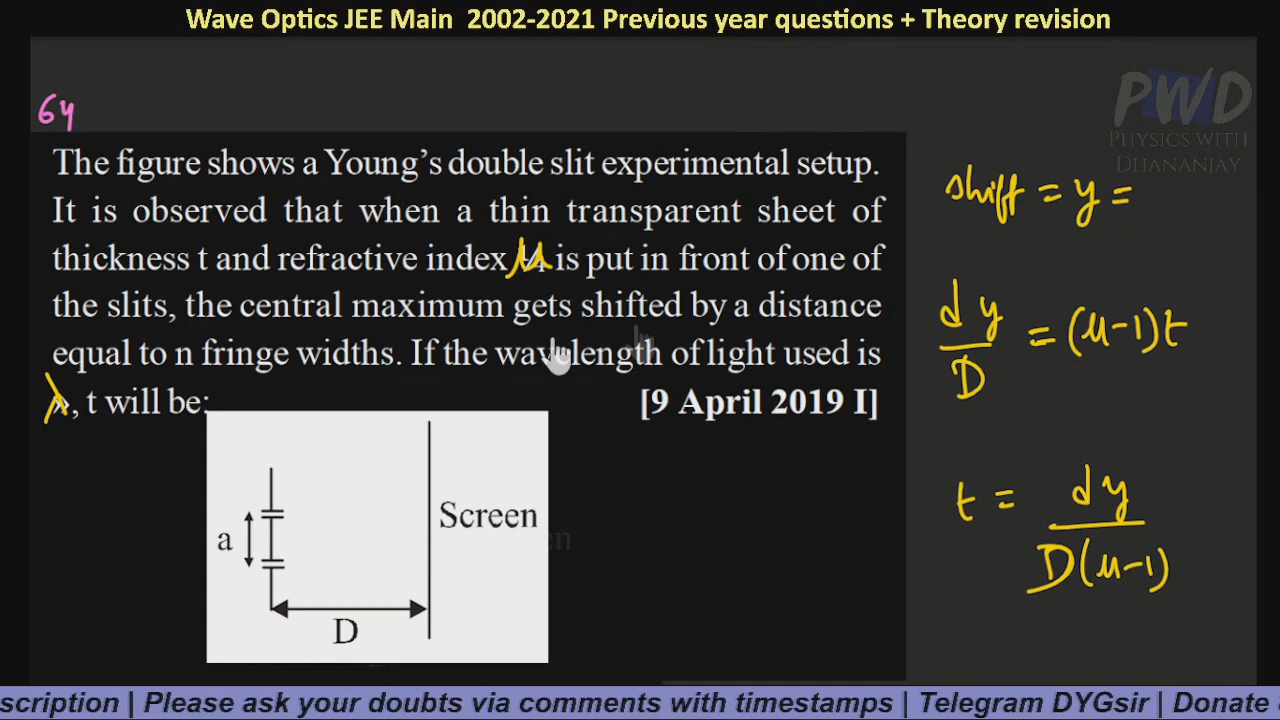 Wave Optics JEE Main 2002-2021 Previous year questions + Theory revision
PWD
PHYSICS WITH
DHANANJAY
64
The figure shows a Young's double slit experimental setup.
It is observed that when a thin transparent sheet of
thickness t and refractive index μ is put in front of one of
the slits, the central maximum gets shifted by a distance
equal to n fringe widths. If the wavelength of light used is
λ, t will be: [9 April 2019 I]
a
Screen
D
shift = y =
dy/D = (μ-1)t
t = dy/D(μ-1)
scription | Please ask your doubts via comments with timestamps | Telegram DYGsir | Donate